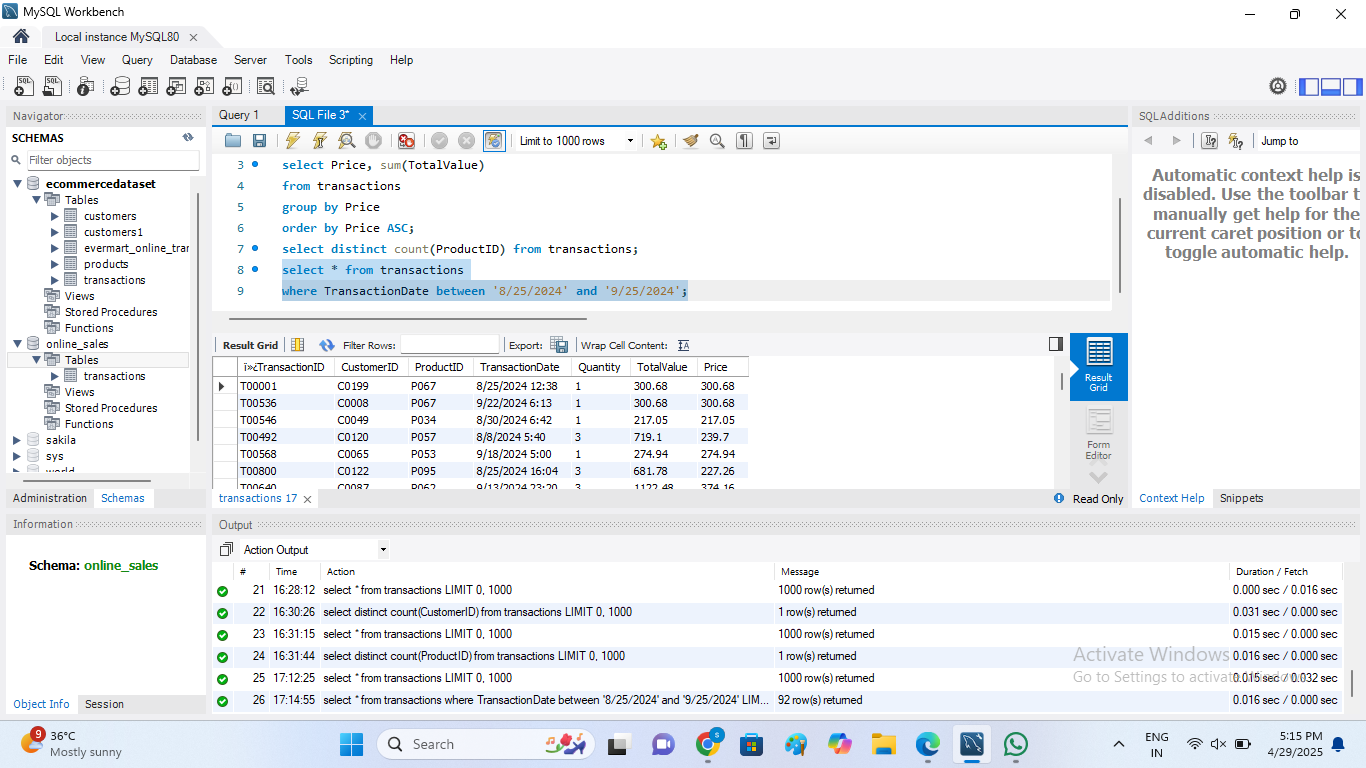 MySQL Workbench
Local instance MySQL80
File Edit View Query Database Server Tools Scripting Help
Navigator
SCHEMAS
Filter objects
ecommercedataset
Tables
customers
customers1
evermart_online_trar
products
transactions
Views
Stored Procedures
Functions
online_sales
Tables
transactions
Views
Stored Procedures
Functions
sakila
sys
world
Administration Schemas
Information
Schema: online_sales
Object Info Session
Query 1 SQL File 3*
Limit to 1000 rows
3 select Price, sum(TotalValue)
4 from transactions
5 group by Price
6 order by Price ASC;
7 select distinct count(ProductID) from transactions;
8 select * from transactions
9 where TransactionDate between '8/25/2024' and '9/25/2024';
Result Grid Filter Rows: Export: Wrap Cell Content:
ï»¿TransactionID CustomerID ProductID TransactionDate Quantity TotalValue Price
T00001 C0199 P067 8/25/2024 12:38 1 300.68 300.68
T00536 C0008 P067 9/22/2024 6:13 1 300.68 300.68
T00546 C0049 P034 8/30/2024 6:42 1 217.05 217.05
T00492 C0120 P057 8/8/2024 5:40 3 719.1 239.7
T00568 C0065 P053 9/18/2024 5:00 1 274.94 274.94
T00800 C0122 P095 8/25/2024 16:04 3 681.78 227.26
T00640 C0087 P062 9/13/2024 23:20 3 1122.48 374.16
Result
Grid
Form
Editor
transactions 17
Read Only
SQLAdditions
Jump to
Automatic context help is
disabled. Use the toolbar t
manually get help for the
current caret position or to
toggle automatic help.
Context Help Snippets
Output
Action Output
# Time Action Message Duration / Fetch
21 16:28:12 select * from transactions LIMIT 0, 1000 1000 row(s) returned 0.000 sec / 0.016 sec
22 16:30:26 select distinct count(CustomerID) from transactions LIMIT 0, 1000 1 row(s) returned 0.031 sec / 0.000 sec
23 16:31:15 select * from transactions LIMIT 0, 1000 1000 row(s) returned 0.015 sec / 0.000 sec
24 16:31:44 select distinct count(ProductID) from transactions LIMIT 0, 1000 1 row(s) returned 0.016 sec / 0.000 sec
25 17:12:25 select * from transactions LIMIT 0, 1000 1000 row(s) returned 0.015 sec / 0.032 sec
26 17:14:55 select * from transactions where TransactionDate between '8/25/2024' and '9/25/2024' LIM... 92 row(s) returned 0.016 sec / 0.000 sec
Activate Windows
Go to Settings to activate Windows.
9
36°C
Mostly sunny
Search
S
ENG
IN
5:15 PM
4/29/2025